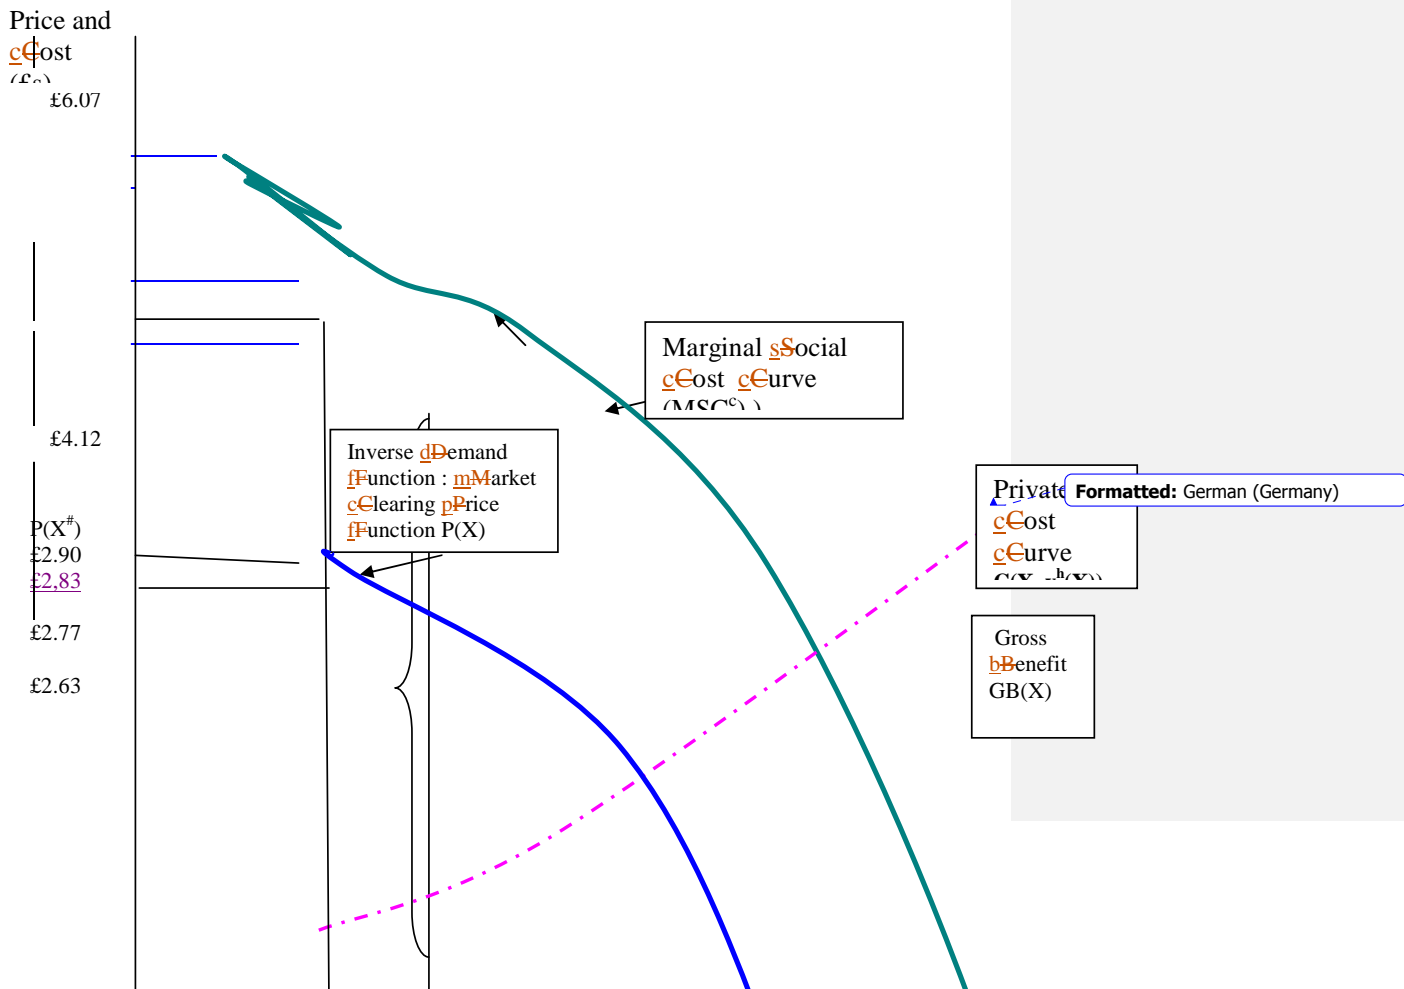 Price and
cCost
(£s)
£6.07
Marginal sSocial
cCost cCurve
(MSCᶜ) )
£4.12
Inverse dDemand
fFunction : mMarket
cClearing pPrice
fFunction P(X)
Private
Formatted: German (Germany)
cCost
cCurve
P(X#)
£2.90
£2,83
£2.77
£2.63
Gross
bBenefit
GB(X)